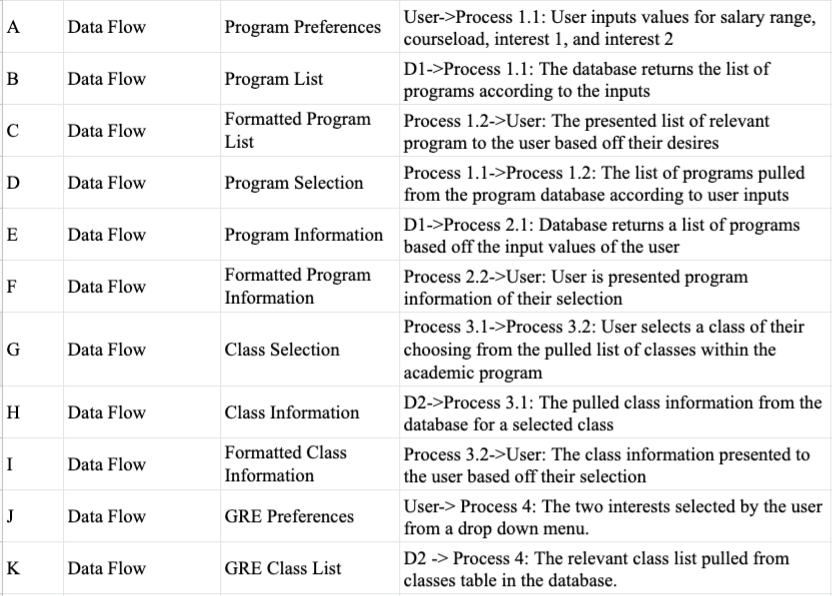 A Data Flow Program Preferences User->Process 1.1: User inputs values for salary range,
courseload, interest 1, and interest 2
B Data Flow Program List D1->Process 1.1: The database returns the list of
programs according to the inputs
C Data Flow Formatted Program Process 1.2->User: The presented list of relevant
List program to the user based off their desires
D Data Flow Program Selection Process 1.1->Process 1.2: The list of programs pulled
from the program database according to user inputs
E Data Flow Program Information D1->Process 2.1: Database returns a list of programs
based off the input values of the user
F Data Flow Formatted Program Process 2.2->User: User is presented program
Information information of their selection
G Data Flow Class Selection Process 3.1->Process 3.2: User selects a class of their
choosing from the pulled list of classes within the
academic program
H Data Flow Class Information D2->Process 3.1: The pulled class information from the
database for a selected class
I Data Flow Formatted Class Process 3.2->User: The class information presented to
Information the user based off their selection
J Data Flow GRE Preferences User-> Process 4: The two interests selected by the user
from a drop down menu.
K Data Flow GRE Class List D2 -> Process 4: The relevant class list pulled from
classes table in the database.